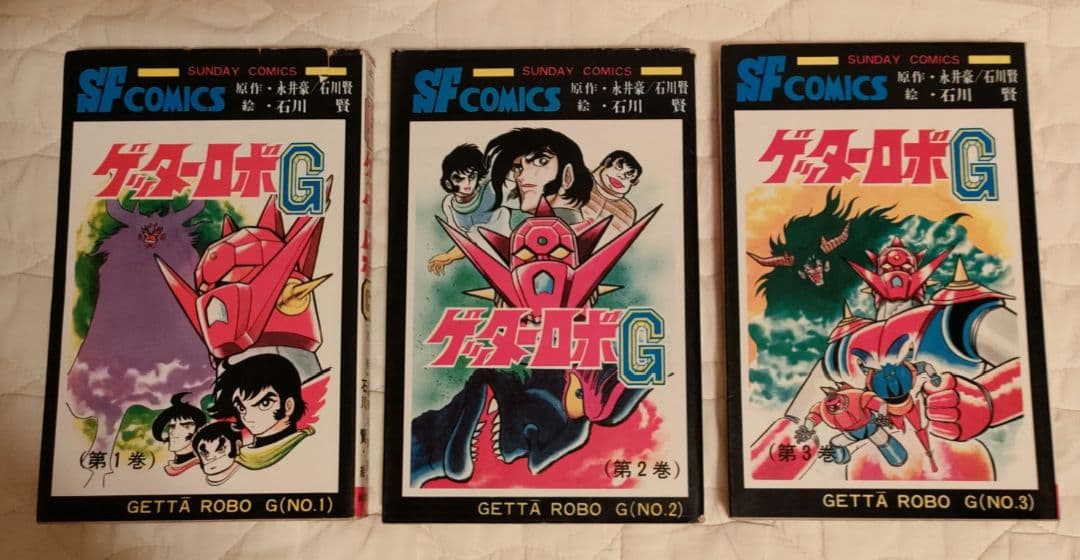 SUNDAY COMICS
SF COMICS
原作・永井豪/石川賢
絵・石川 賢
ゲッターロボG
(第1巻)
GETTĀ ROBO G(NO.1)
SUNDAY COMICS
SF COMICS
原作・永井豪/石川賢
絵・石川 賢
ゲッターロボG
(第2巻)
GETTĀ ROBO G(NO.2)
SUNDAY COMICS
SF COMICS
原作・永井豪/石川賢
絵・石川 賢
ゲッターロボG
(第3巻)
GETTĀ ROBO G(NO.3)